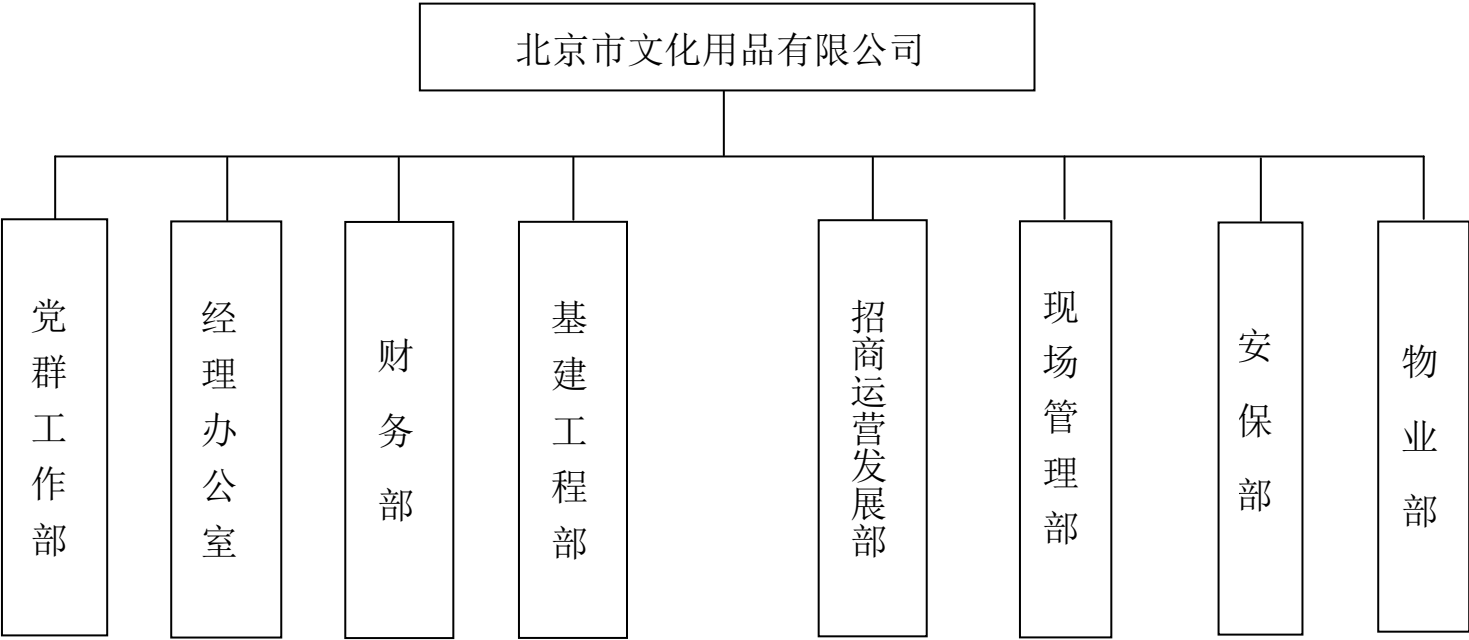 北京市文化用品有限公司
党群工作部
经理办公室
财务部
基建工程部
招商运营发展部
现场管理部
安保部
物业部